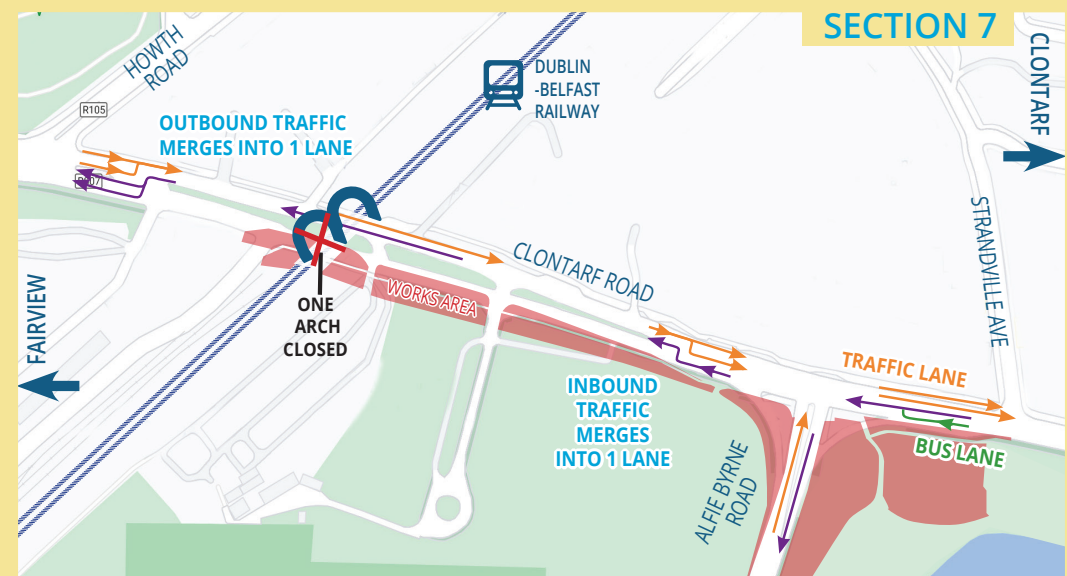 SECTION 7
HOWTH
ROAD
CLONTARF
DUBLIN
-BELFAST
RAILWAY
R105
OUTBOUND TRAFFIC
MERGES INTO 1 LANE
STRANDVILLE AVE
CLONTARF ROAD
FAIRVIEW
WORKS AREA
ONE
ARCH
CLOSED
TRAFFIC LANE
INBOUND
TRAFFIC
MERGES
INTO 1 LANE
BUS LANE
ALFIE BYRNE
ROAD